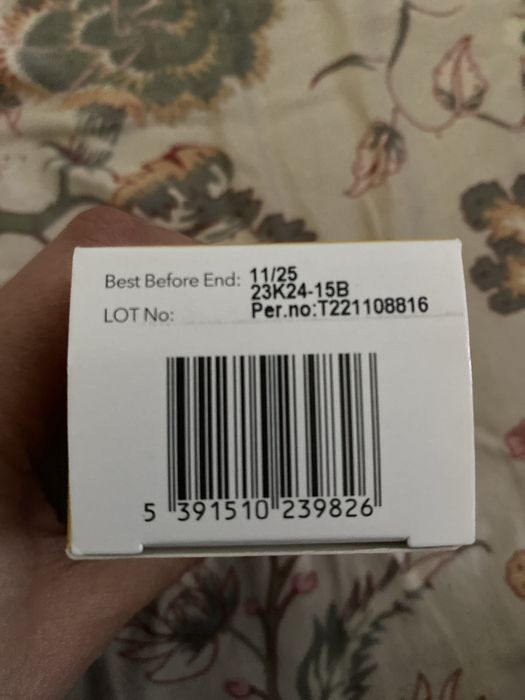 Best Before End: 11/25
23K24-15B
LOT No: Per.no:T221108816
5 391510 239826